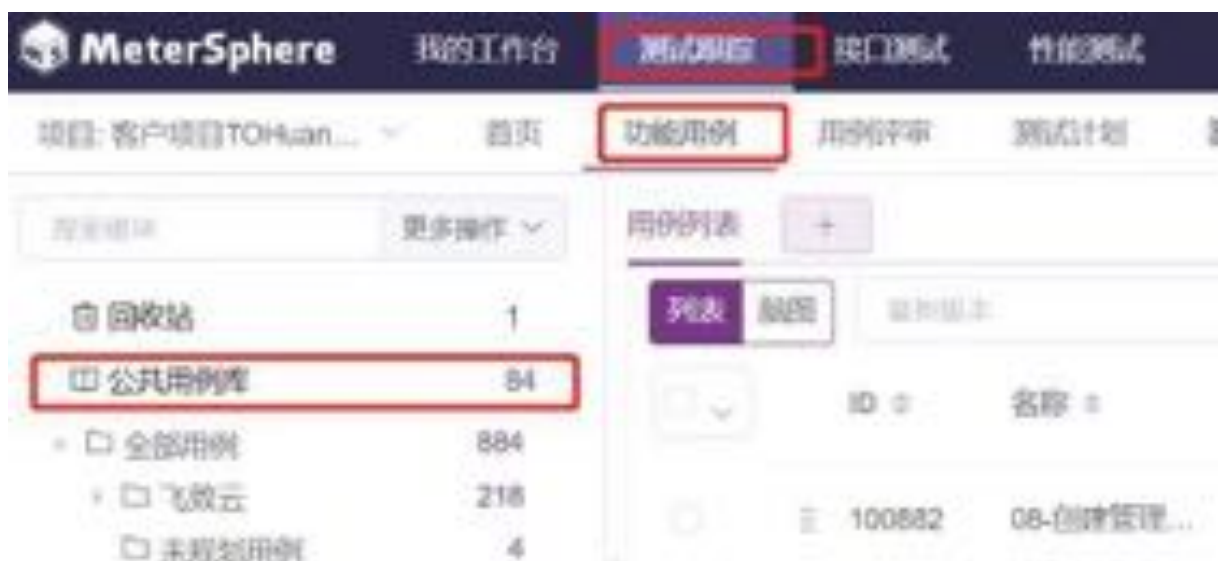 MeterSphere 我的工作台 测试跟踪 接口测试 性能测试
项目: 客户项目TOHuan... 首页 功能用例 用例评审 测试计划
搜索模块 更多操作 用例列表 +
回收站 1 列表 脑图
公共用例库 84 ID 名称
全部用例 884
飞致云 218 100882 08-创建管理...
未规划用例 4